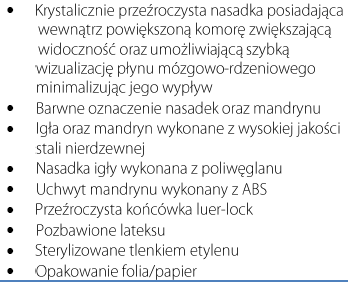 • Krystalicznie przeźroczysta nasadka posiadająca
wewnątrz powiększoną komorę zwiększającą
widoczność oraz umożliwiającą szybką
wizualizację płynu mózgowo-rdzeniowego
minimalizując jego wypływ
• Barwne oznaczenie nasadek oraz mandrynu
• Igła oraz mandryn wykonane z wysokiej jakości
stali nierdzewnej
• Nasadka igły wykonana z poliwęglanu
• Uchwyt mandrynu wykonany z ABS
• Przeźroczysta końcówka luer-lock
• Pozbawione lateksu
• Sterylizowane tlenkiem etylenu
• Opakowanie folia/papier